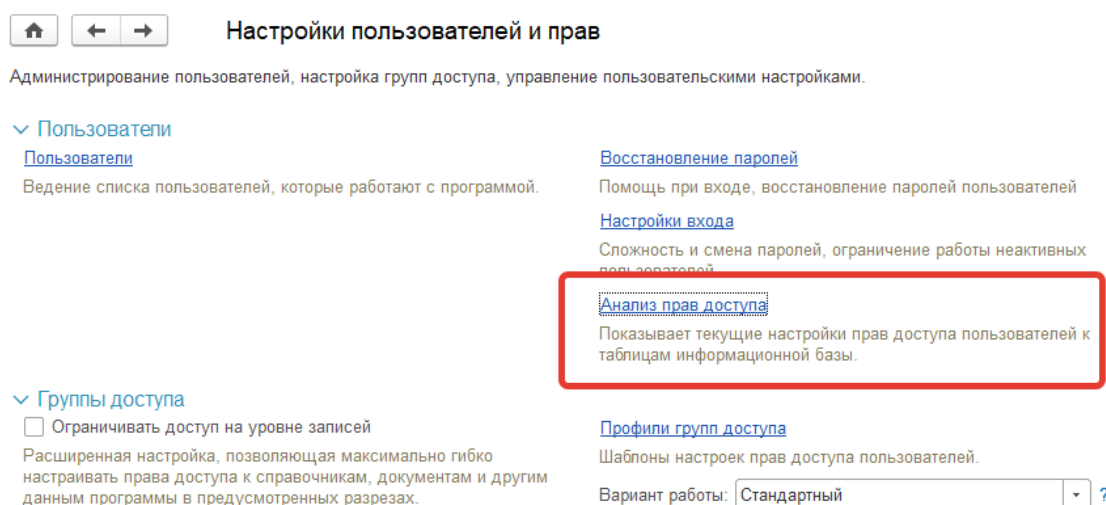 Настройки пользователей и прав
Администрирование пользователей, настройка групп доступа, управление пользовательскими настройками.
Пользователи
Пользователи
Ведение списка пользователей, которые работают с программой.
Восстановление паролей
Помощь при входе, восстановление паролей пользователей
Настройки входа
Сложность и смена паролей, ограничение работы неактивных
пользователей
Анализ прав доступа
Показывает текущие настройки прав доступа пользователей к
таблицам информационной базы.
Группы доступа
Ограничивать доступ на уровне записей
Расширенная настройка, позволяющая максимально гибко
настраивать права доступа к справочникам, документам и другим
данным программы в предусмотренных разрезах.
Профили групп доступа
Шаблоны настроек прав доступа пользователей.
Вариант работы: Стандартный ?